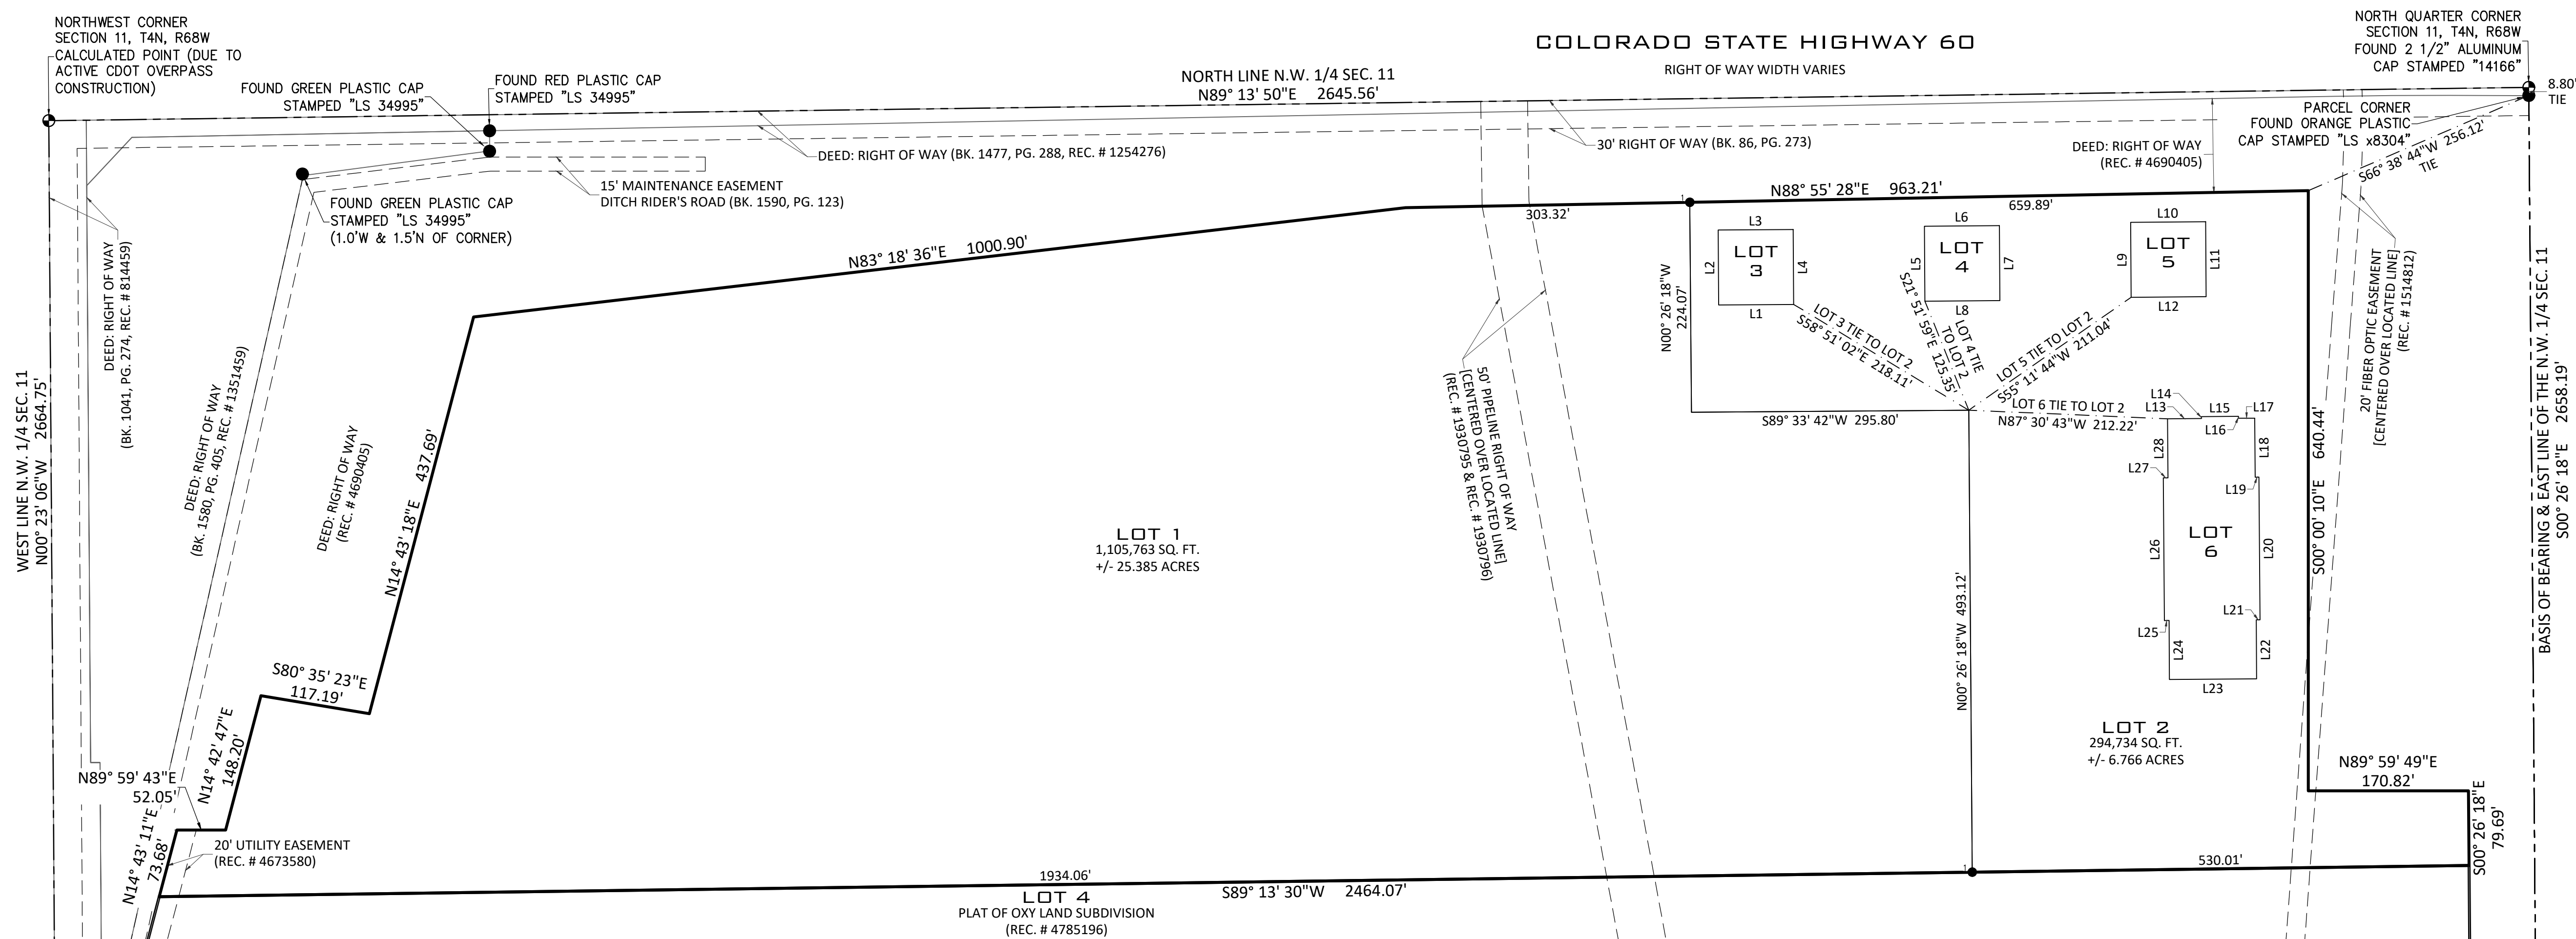 NORTHWEST CORNER
SECTION 11, T4N, R68W
CALCULATED POINT (DUE TO
ACTIVE CDOT OVERPASS
CONSTRUCTION)
FOUND GREEN PLASTIC CAP
STAMPED "LS 34995"
FOUND RED PLASTIC CAP
STAMPED "LS 34995"
NORTH LINE N.W. 1/4 SEC. 11
N89° 13' 50"E 2645.56'
COLORADO STATE HIGHWAY 60
RIGHT OF WAY WIDTH VARIES
NORTH QUARTER CORNER
SECTION 11, T4N, R68W
FOUND 2 1/2" ALUMINUM
CAP STAMPED "14166"
8.80'
TIE
PARCEL CORNER
FOUND ORANGE PLASTIC
CAP STAMPED "LS x8304"
S66° 38' 44"W 256.12'
TIE
DEED: RIGHT OF WAY
(REC. # 4690405)
30' RIGHT OF WAY (BK. 86, PG. 273)
DEED: RIGHT OF WAY (BK. 1477, PG. 288, REC. # 1254276)
15' MAINTENANCE EASEMENT
DITCH RIDER'S ROAD (BK. 1590, PG. 123)
FOUND GREEN PLASTIC CAP
STAMPED "LS 34995"
(1.0'W & 1.5'N OF CORNER)
DEED: RIGHT OF WAY
(BK. 1041, PG. 274, REC. # 814459)
WEST LINE N.W. 1/4 SEC. 11
N00° 23' 06"W 2664.75'
DEED: RIGHT OF WAY
(BK. 1580, PG. 405, REC. # 1351459)
DEED: RIGHT OF WAY
(REC. # 4690405)
N14° 43' 18"E 437.69'
N83° 18' 36"E 1000.90'
303.32'
1
N88° 55' 28"E 963.21'
659.89'
N00° 26' 18"W
224.07'
L3
L2
LOT
3
L4
L1
L6
L5
LOT
4
L7
L8
L10
L9
LOT
5
L11
L12
LOT 3 TIE TO LOT 2
S58° 51' 02"E 218.11'
LOT 4 TIE
TO LOT 2
S21° 51' 59"E 125.35'
LOT 5 TIE TO LOT 2
S55° 11' 44"W 211.04'
LOT 6 TIE TO LOT 2
N87° 30' 43"W 212.22'
S89° 33' 42"W 295.80'
L14
L13
L15
L17
L16
L28
L18
L27
L19
LOT
6
L26
L20
L21
L25
L24
L22
L23
20' FIBER OPTIC EASEMENT
[CENTERED OVER LOCATED LINE]
(REC. # 1514812)
S00° 00' 10"E 640.44'
BASIS OF BEARING & EAST LINE OF THE N.W. 1/4 SEC. 11
S00° 26' 18"E 2658.19'
50' PIPELINE RIGHT OF WAY
[CENTERED OVER LOCATED LINE]
(REC. # 1930795 & REC. # 1930796)
LOT 1
1,105,763 SQ. FT.
+/- 25.385 ACRES
N00° 26' 18"W 493.12'
LOT 2
294,734 SQ. FT.
+/- 6.766 ACRES
S80° 35' 23"E
117.19'
N14° 42' 47"E
148.20'
N89° 59' 43"E
52.05'
N14° 43' 11"E
73.68'
20' UTILITY EASEMENT
(REC. # 4673580)
N89° 59' 49"E
170.82'
S00° 26' 18"E
79.69'
1934.06'
1
530.01'
S89° 13' 30"W 2464.07'
LOT 4
PLAT OF OXY LAND SUBDIVISION
(REC. # 4785196)